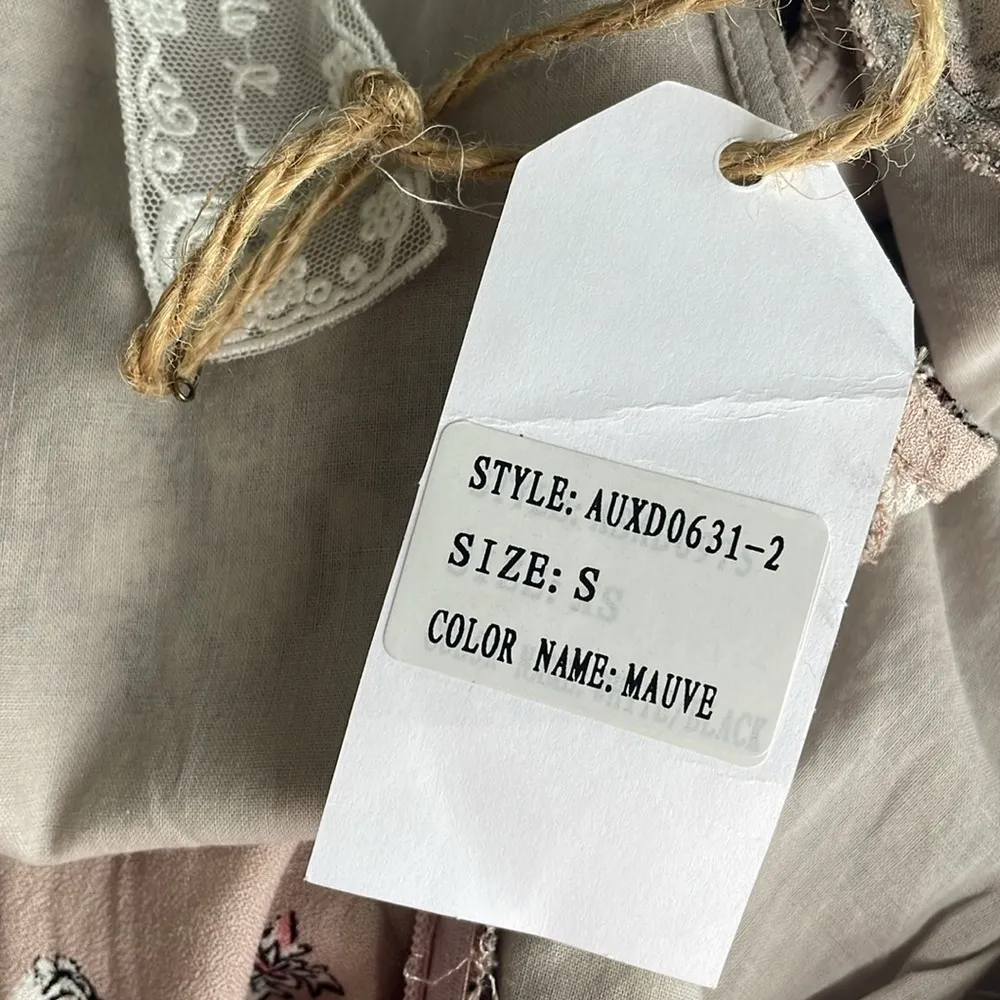 STYLE: AUXD0631-2
SIZE: S
COLOR NAME: MAUVE